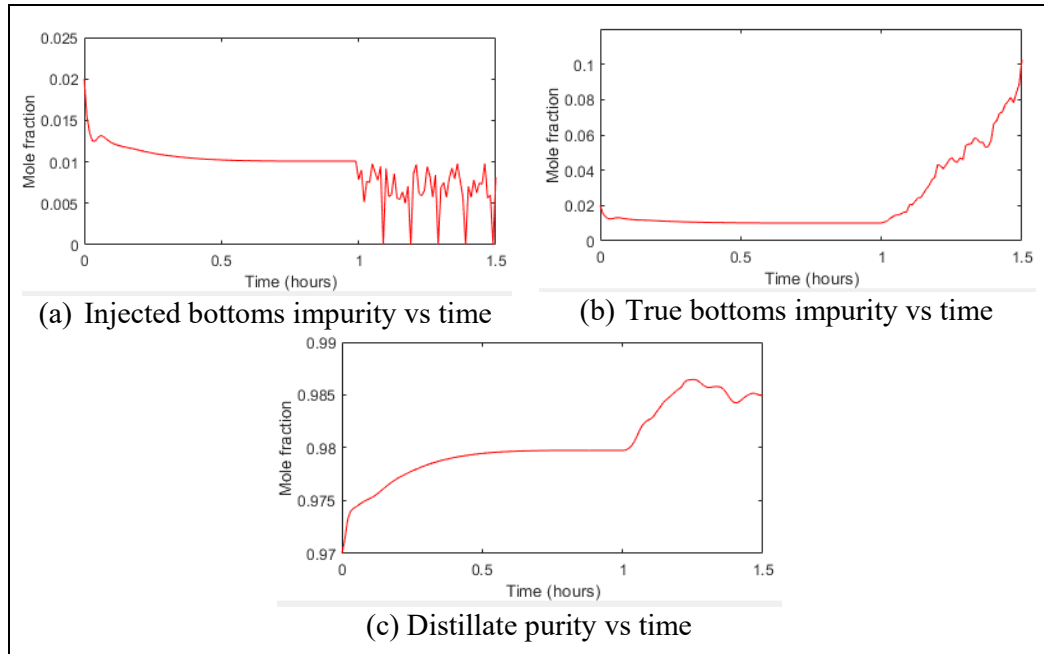 0.025
0.02
0.015
0.01
0.005
0
Mole fraction
0 0.5 1 1.5
Time (hours)
(a) Injected bottoms impurity vs time
0.1
0.08
0.06
0.04
0.02
0
Mole fraction
0 0.5 1 1.5
Time (hours)
(b) True bottoms impurity vs time
0.99
0.985
0.98
0.975
0.97
Mole fraction
0 0.5 1 1.5
Time (hours)
(c) Distillate purity vs time